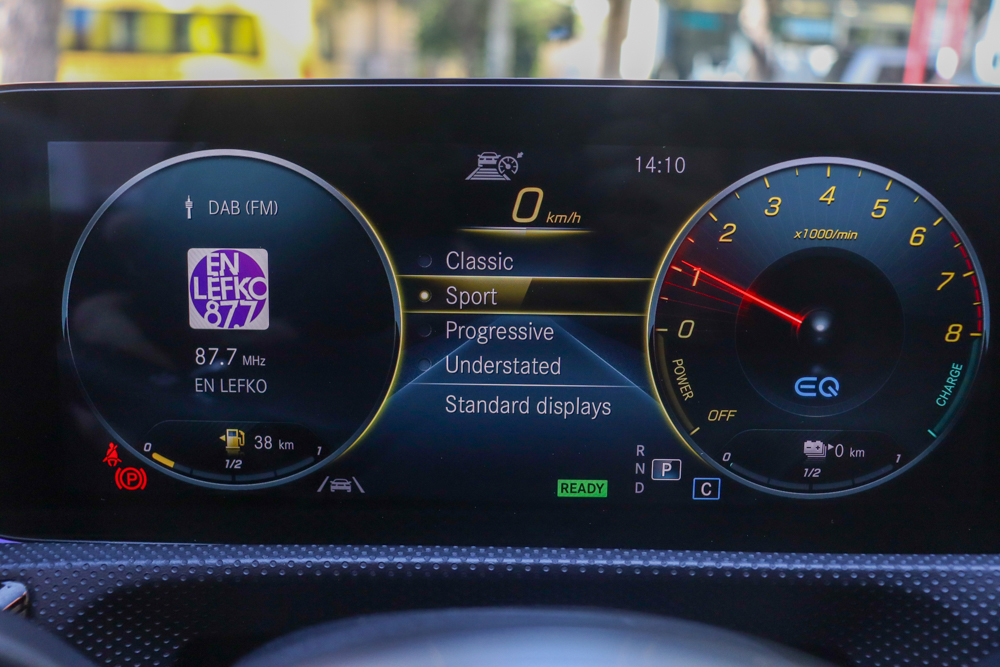 DAB (FM)
EN
LEFKO
87.7
87.7 MHz
EN LEFKO
38 km
0
1/2
1
P
14:10
0 km/h
Classic
Sport
Progressive
Understated
Standard displays
READY
R
N
D
P
C
x1000/min
0
1
2
3
4
5
6
7
8
POWER
OFF
CHARGE
EQ
0 km
0
1/2
1